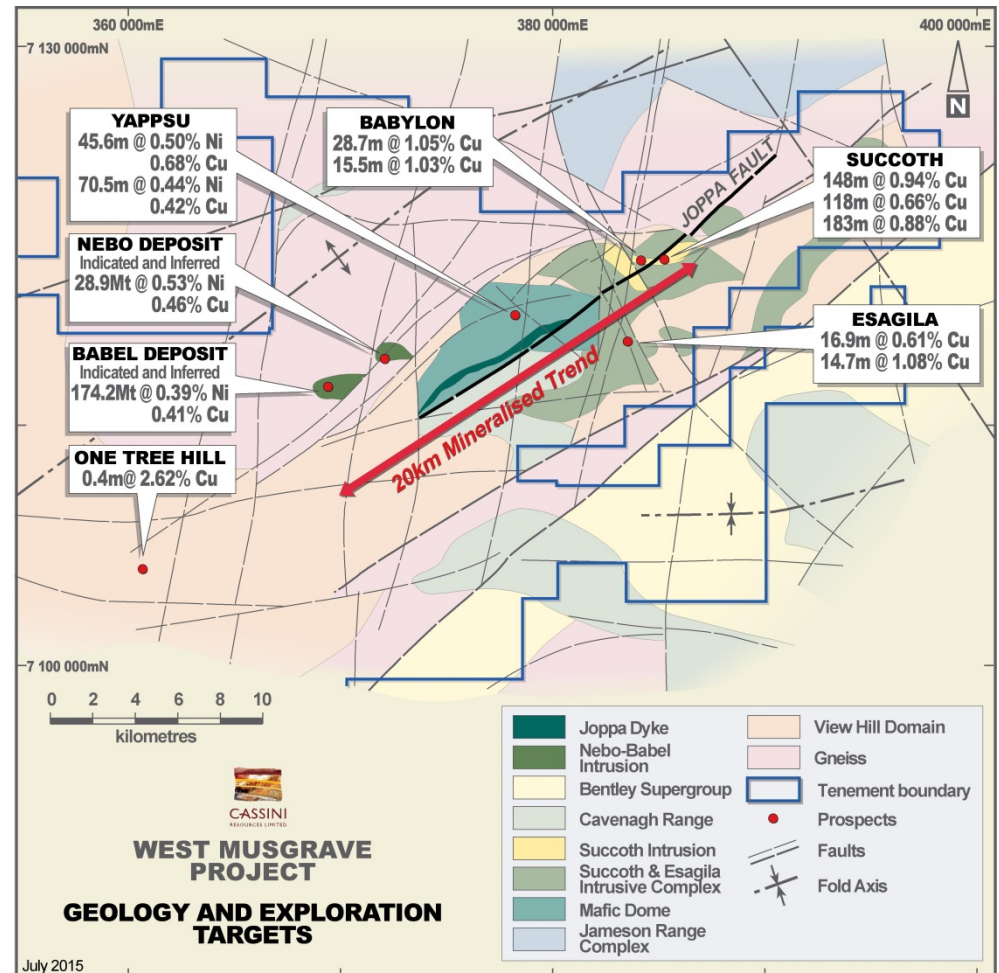 360 000mE
380 000mE
400 000mE
7 130 000mN
N
YAPPSU
45.6m @ 0.50% Ni
0.68% Cu
70.5m @ 0.44% Ni
0.42% Cu
BABYLON
28.7m @ 1.05% Cu
15.5m @ 1.03% Cu
JOPPA FAULT
SUCCOTH
148m @ 0.94% Cu
118m @ 0.66% Cu
183m @ 0.88% Cu
NEBO DEPOSIT
Indicated and Inferred
28.9Mt @ 0.53% Ni
0.46% Cu
ESAGILA
16.9m @ 0.61% Cu
14.7m @ 1.08% Cu
BABEL DEPOSIT
Indicated and Inferred
174.2Mt @ 0.39% Ni
0.41% Cu
20km Mineralised Trend
ONE TREE HILL
0.4m@ 2.62% Cu
7 100 000mN
0 2 4 6 8 10
kilometres
CASSINI
RESOURCES LIMITED
WEST MUSGRAVE
PROJECT
GEOLOGY AND EXPLORATION
TARGETS
July 2015
Joppa Dyke
Nebo-Babel
Intrusion
Bentley Supergroup
Cavenagh Range
Succoth Intrusion
Succoth & Esagila
Intrusive Complex
Mafic Dome
Jameson Range
Complex
View Hill Domain
Gneiss
Tenement boundary
Prospects
Faults
Fold Axis